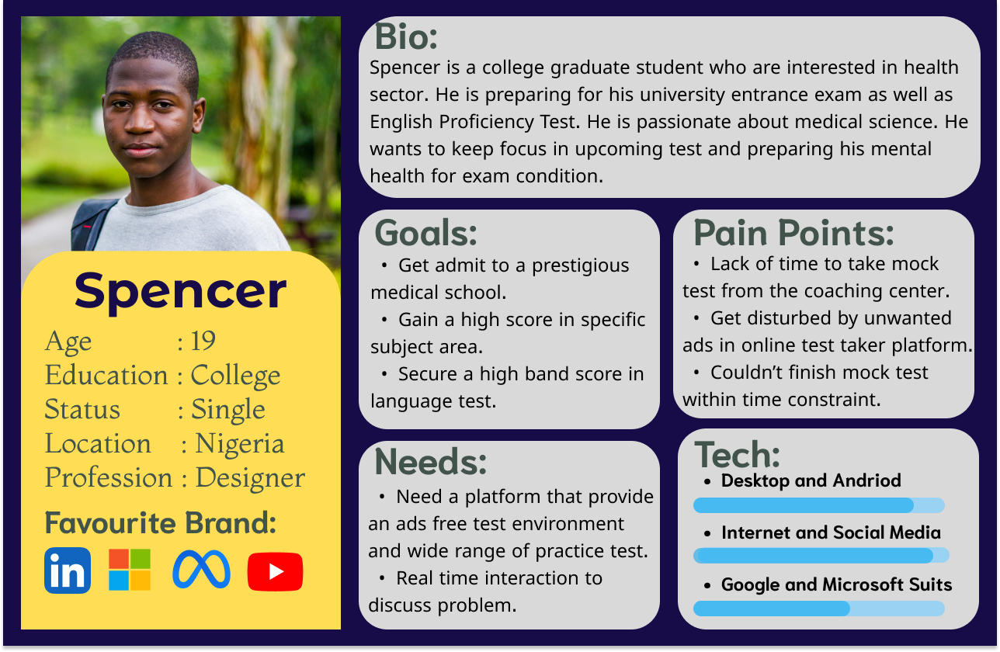 Bio:
Spencer is a college graduate student who are interested in health
sector. He is preparing for his university entrance exam as well as
English Proficiency Test. He is passionate about medical science. He
wants to keep focus in upcoming test and preparing his mental
health for exam condition.
Spencer
Age : 19
Education : College
Status : Single
Location : Nigeria
Profession : Designer
Favourite Brand:
in
Goals:
• Get admit to a prestigious
medical school.
• Gain a high score in specific
subject area.
• Secure a high band score in
language test.
Pain Points:
• Lack of time to take mock
test from the coaching center.
• Get disturbed by unwanted
ads in online test taker platform.
• Couldn’t finish mock test
within time constraint.
Needs:
• Need a platform that provide
an ads free test environment
and wide range of practice test.
• Real time interaction to
discuss problem.
Tech:
• Desktop and Andriod
• Internet and Social Media
• Google and Microsoft Suits